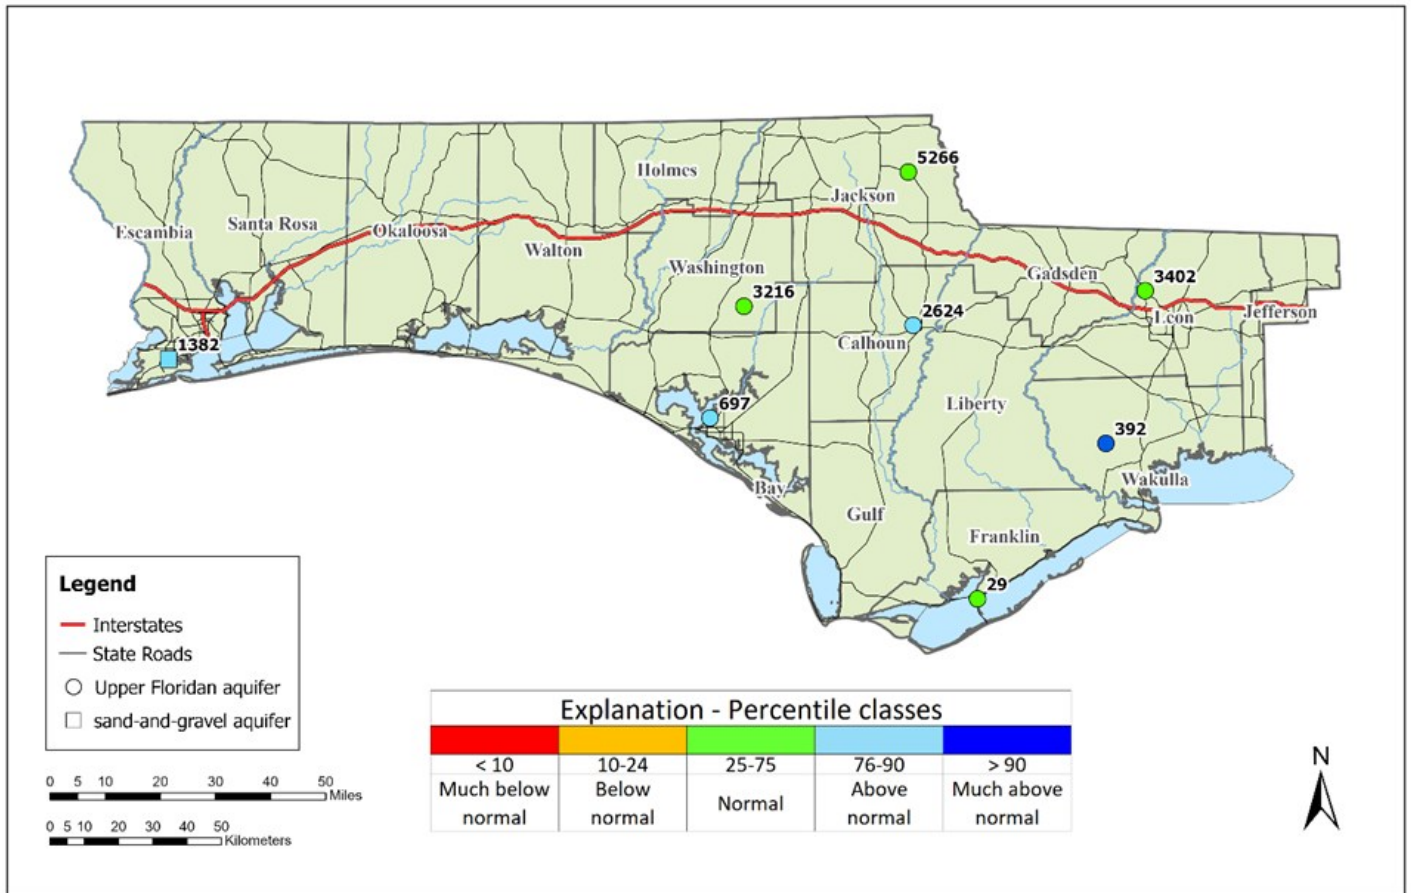 5266
Holmes
Jackson
Santa Rosa
Escambia
Okaloosa
Walton
Washington
Gadsden
3402
3216
Leon
Jefferson
2624
1382
Calhoun
697
Liberty
392
Wakulla
Bay
Gulf
Franklin
29
Legend
Interstates
State Roads
Upper Floridan aquifer
sand-and-gravel aquifer
0 5 10 20 30 40 50
Miles
0 5 10 20 30 40 50
Kilometers
Explanation - Percentile classes
< 10 10-24 25-75 76-90 > 90
Much below normal
Below normal
Normal
Above normal
Much above normal
N